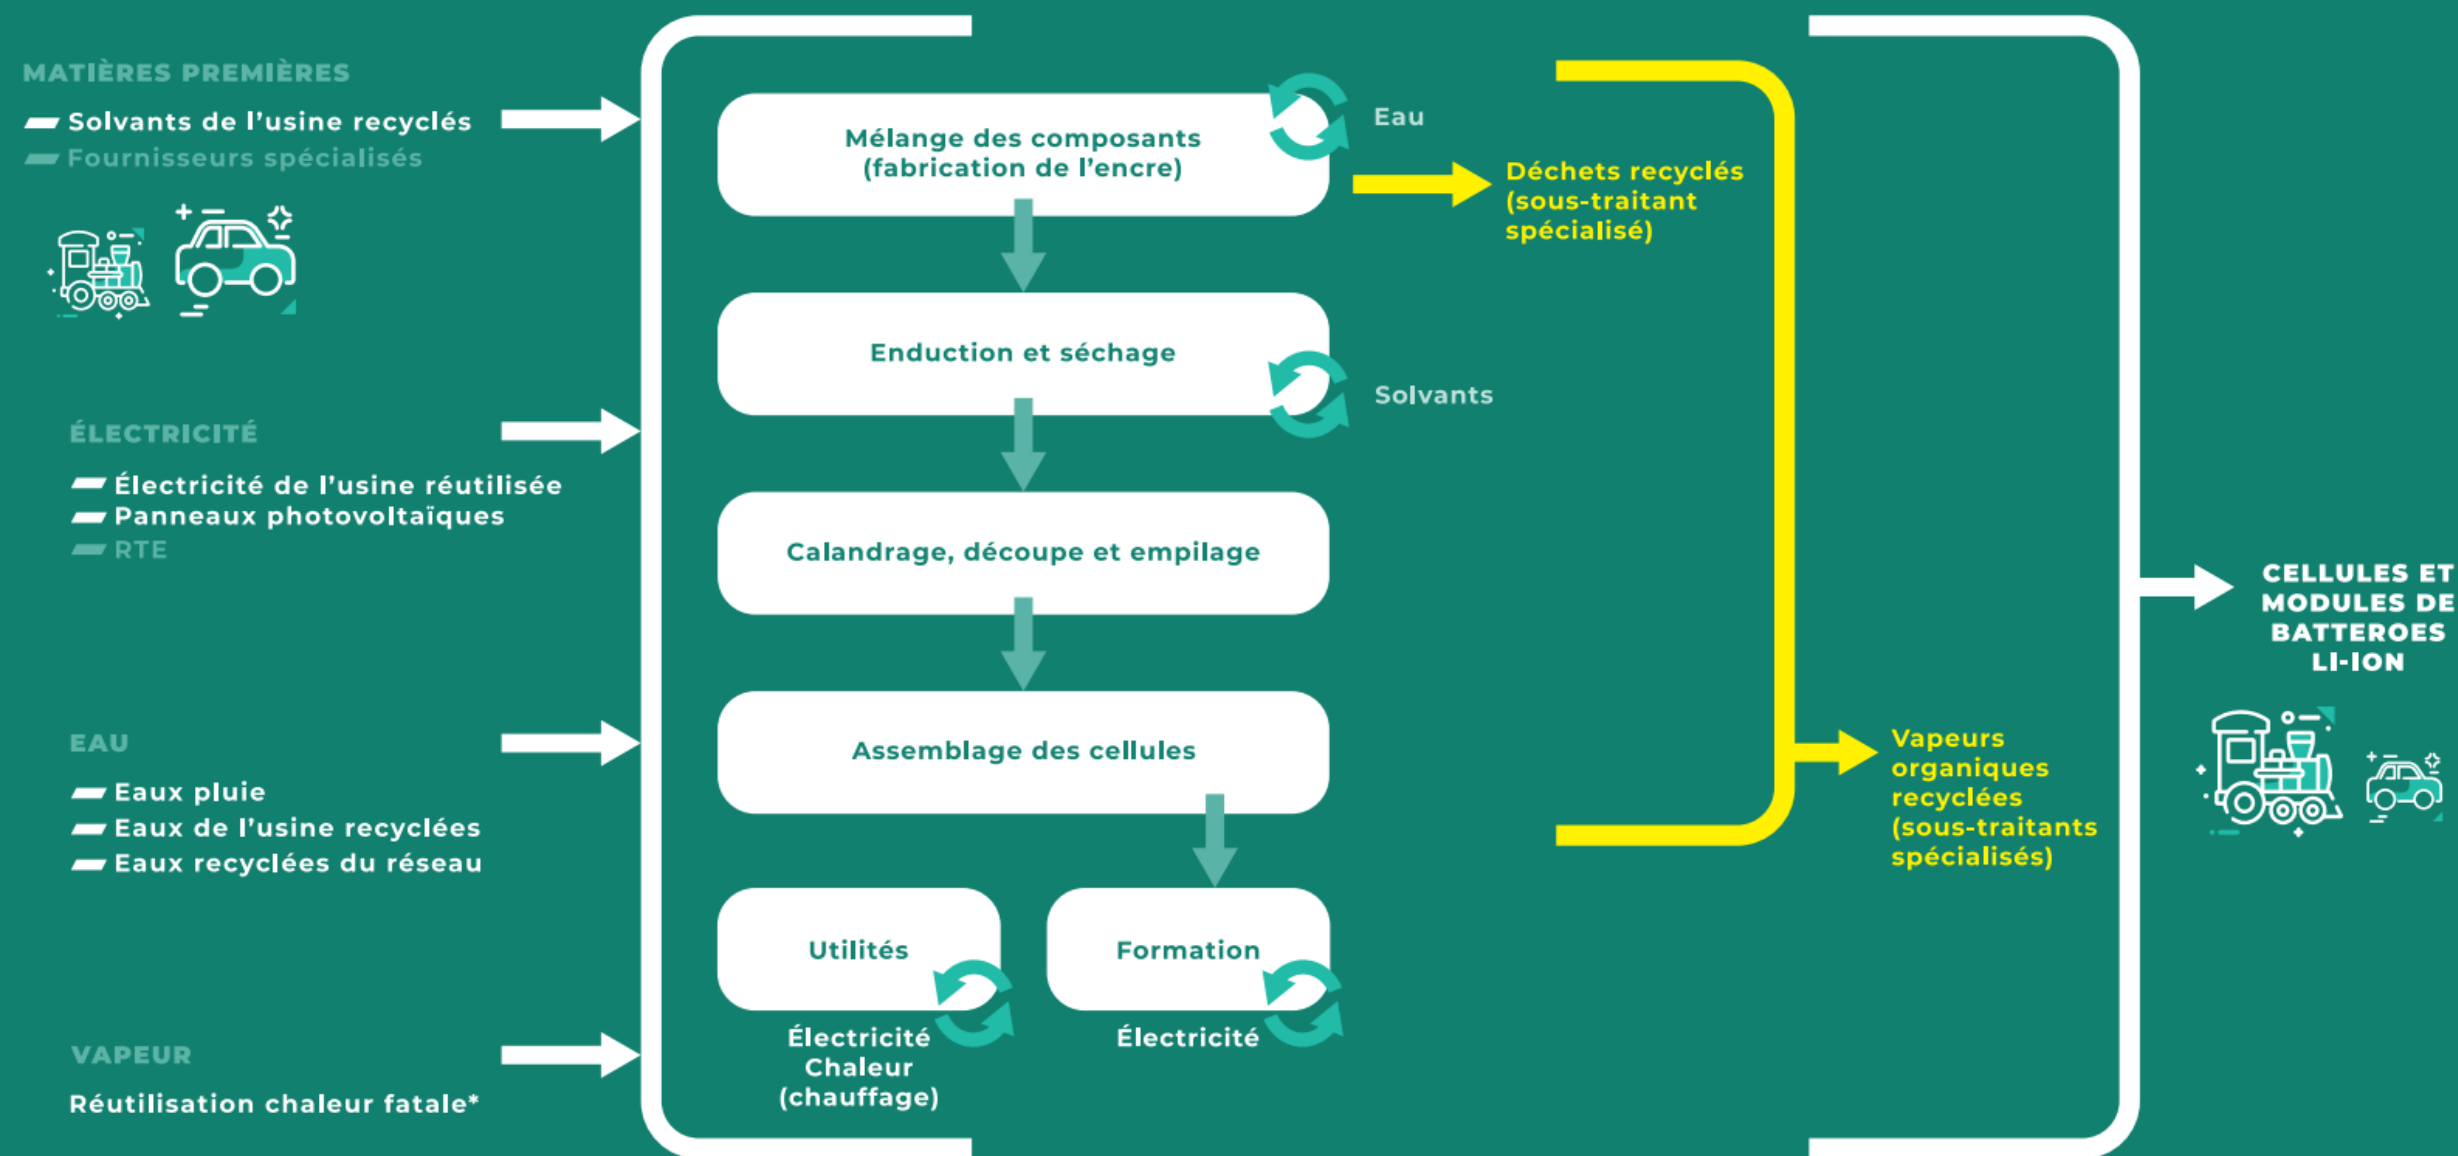 MATIÈRES PREMIÈRES
Solvants de l'usine recyclés
Fournisseurs spécialisés
ÉLECTRICITÉ
Électricité de l'usine réutilisée
Panneaux photovoltaïques
RTE
EAU
Eaux pluie
Eaux de l'usine recyclées
Eaux recyclées du réseau
VAPEUR
Réutilisation chaleur fatale*
Mélange des composants
(fabrication de l'encre)
Eau
Déchets recyclés
(sous-traitant
spécialisé)
Enduction et séchage
Solvants
Calandrage, découpe et empilage
Assemblage des cellules
Utilités
Électricité
Chaleur
(chauffage)
Formation
Électricité
Vapeurs
organiques
recyclées
(sous-traitants
spécialisés)
CELLULES ET
MODULES DE
BATTEROES
LI-ION